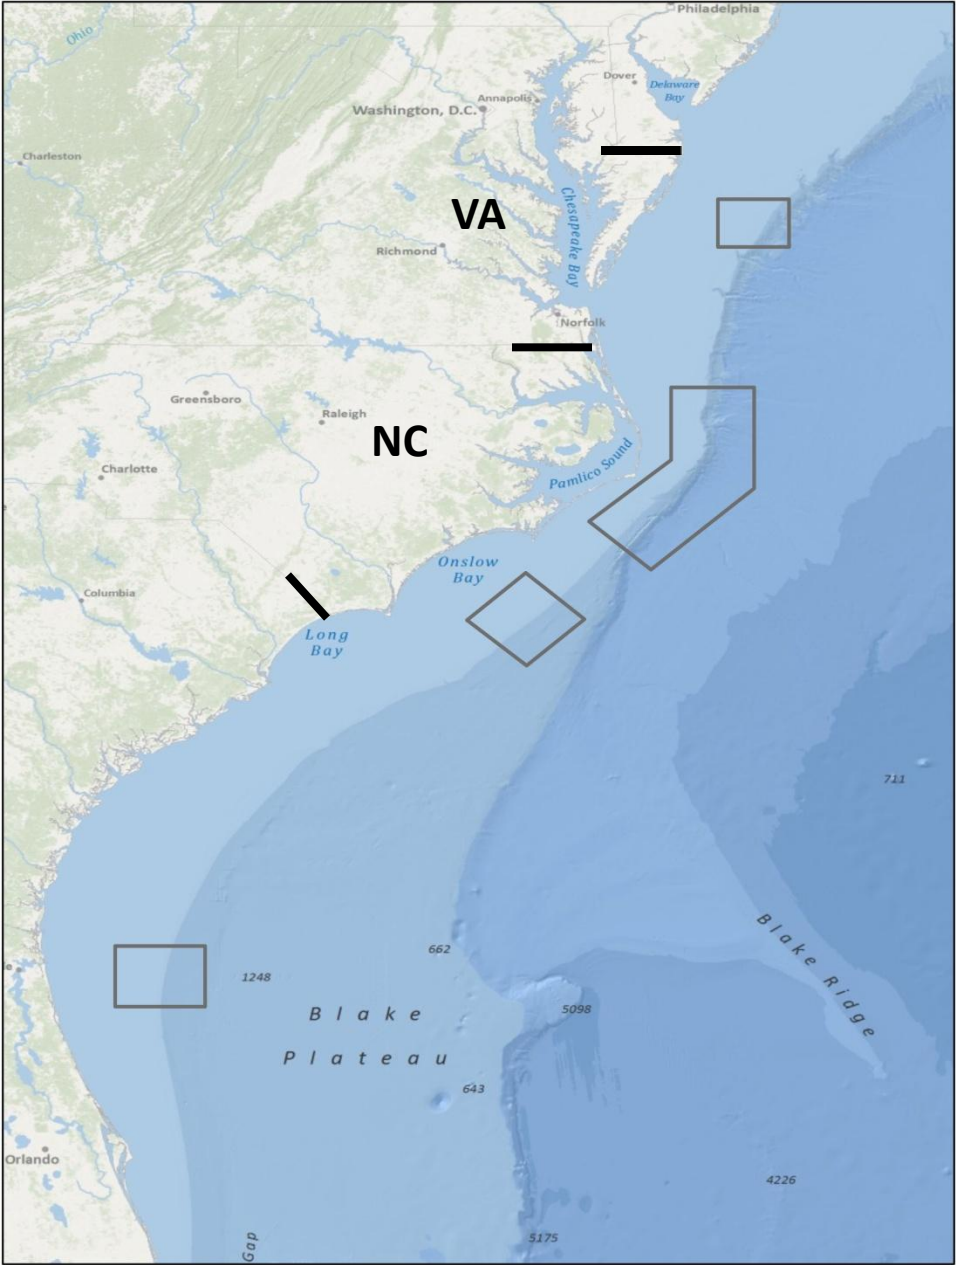 Philadelphia
Ohio
Dover
Delaware
Bay
Annapolis
Washington, D.C.
Charleston
VA
Chesapeake Bay
Richmond
Norfolk
Greensboro
Raleigh
NC
Pamlico Sound
Charlotte
Onslow
Bay
Columbia
Long
Bay
711
Blake Ridge
662
1248
5098
Blake
Plateau
643
Orlando
4226
5175
Gap